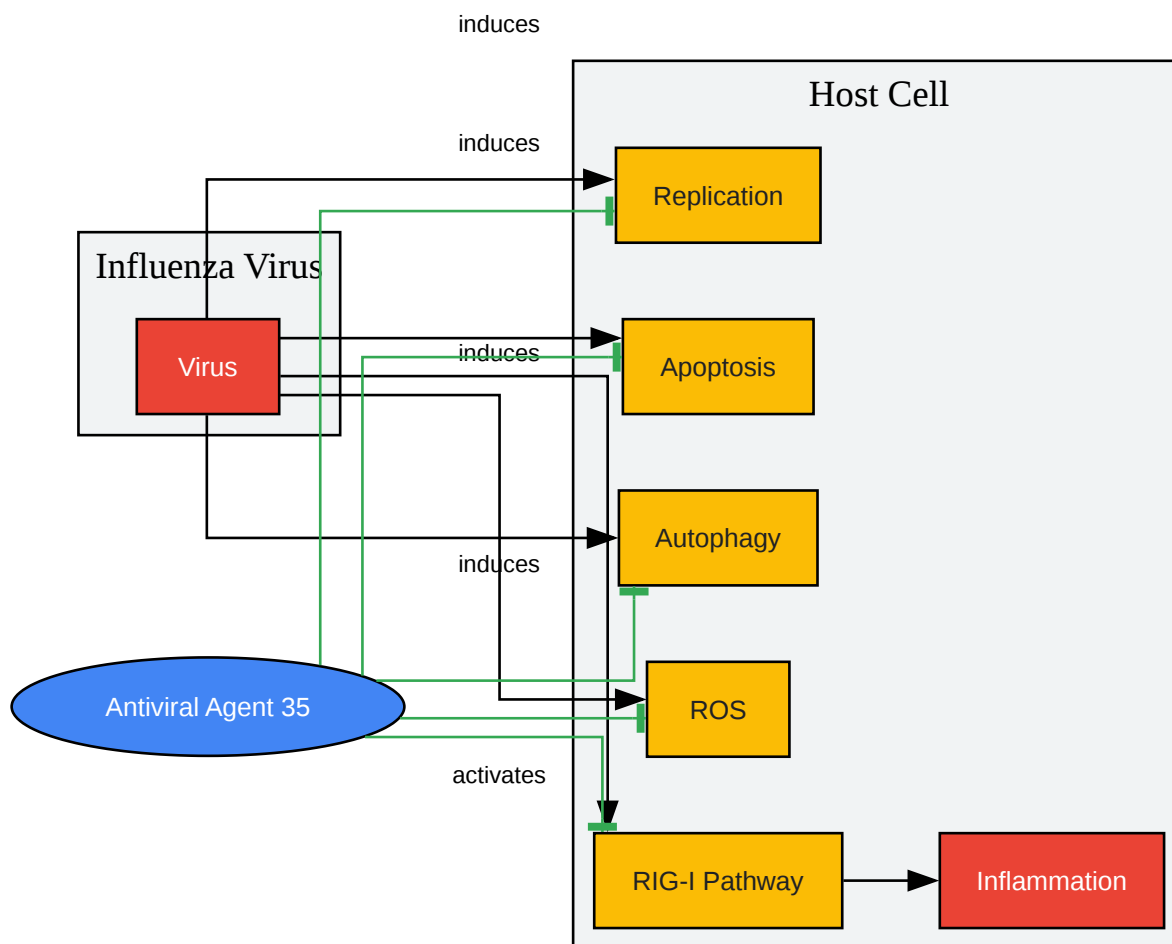 induces
Host Cell
induces
Replication
Influenza Virus
induces
Virus
Apoptosis
Autophagy
induces
Antiviral Agent 35
ROS
activates
RIG-I Pathway
Inflammation